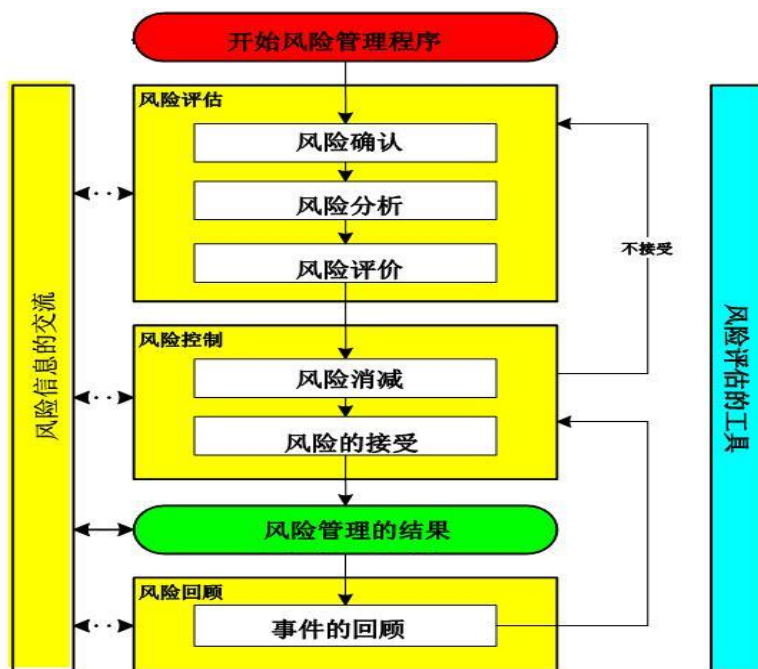 开始风险管理程序
风险评估
风险确认
风险分析
风险评价
不接受
风险控制
风险消减
风险的接受
风险管理的结果
风险回顾
事件的回顾
风险信息的交流
风险评估的工具